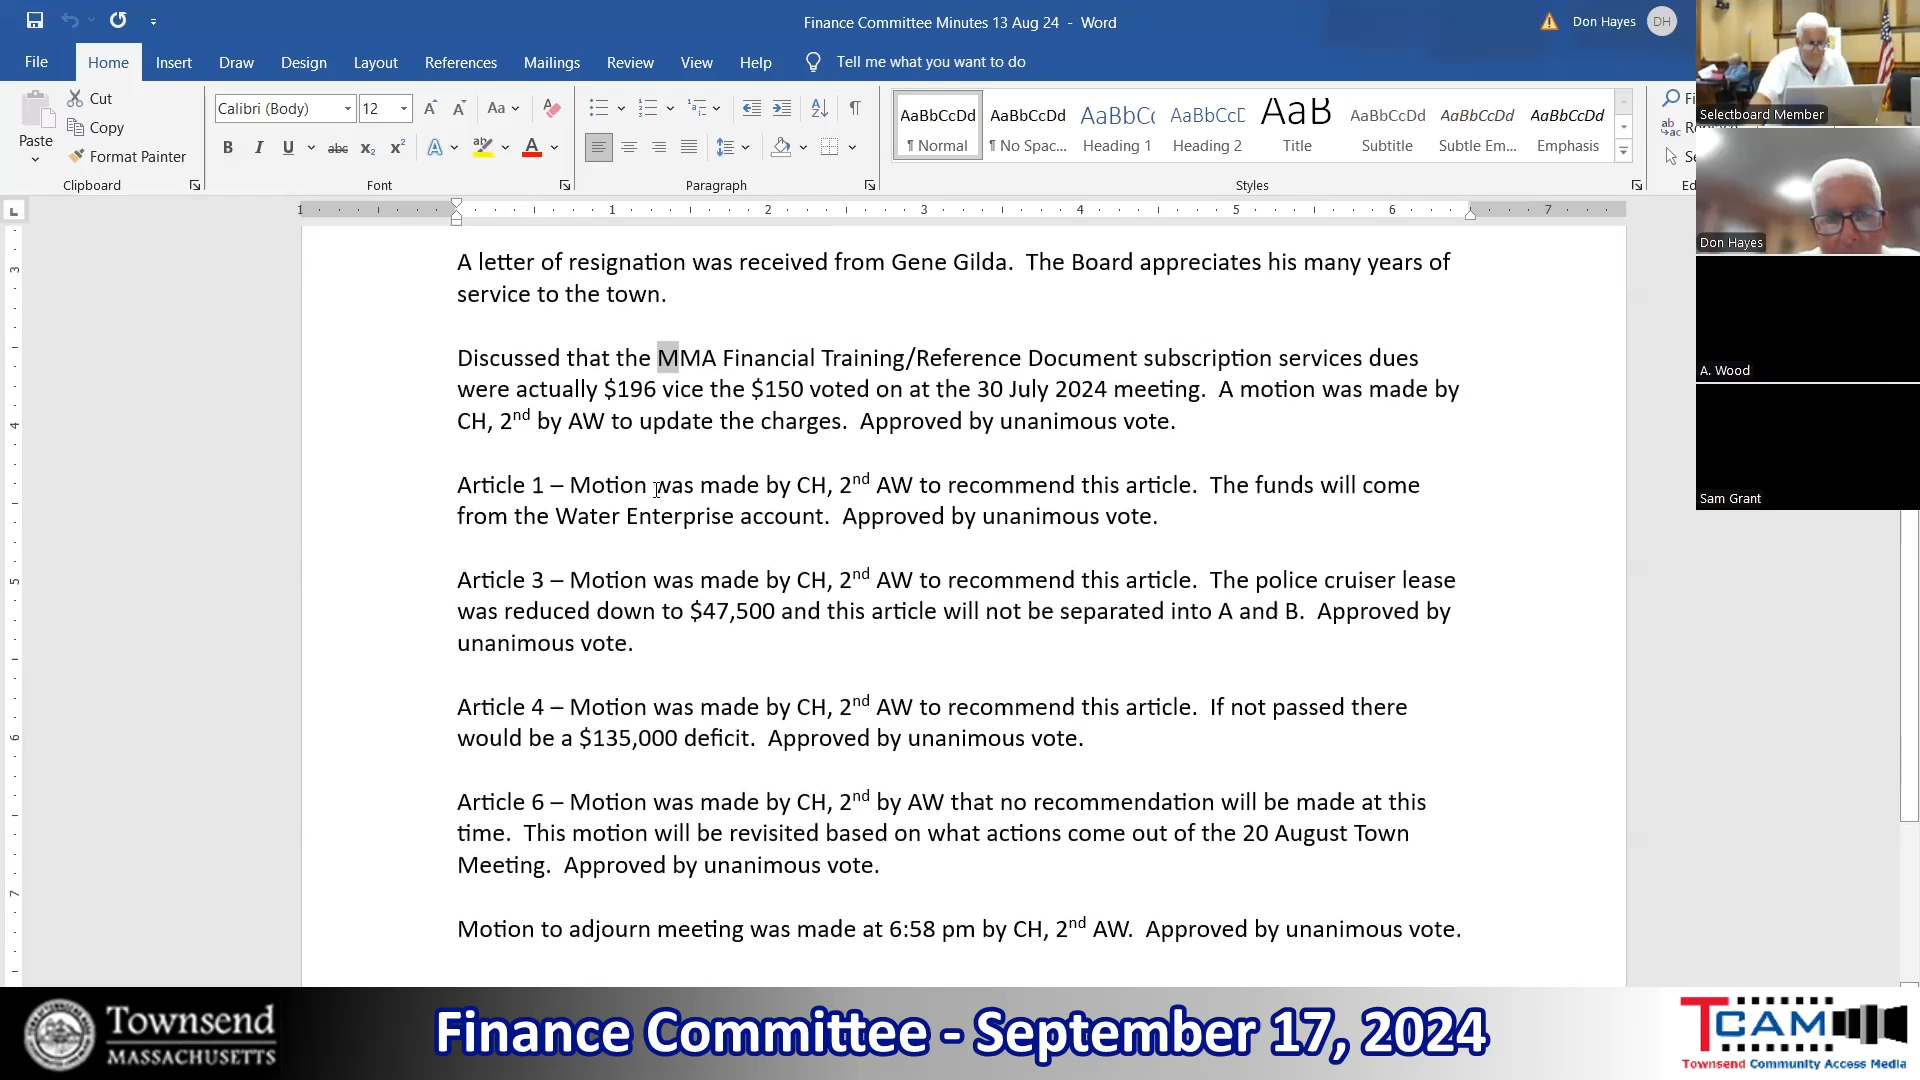 Finance Committee Minutes 13 Aug 24 - Word
Don Hayes
DH
File
Home
Insert
Draw
Design
Layout
References
Mailings
Review
View
Help
Tell me what you want to do
Paste
Cut
Copy
Format Painter
Clipboard
Calibri (Body)
12
Font
Paragraph
AaBbCcDd
¶ Normal
AaBbCcDd
¶ No Spac...
AaBbCc
Heading 1
AaBbCcD
Heading 2
AaB
Title
AaBbCcDd
Subtitle
AaBbCcDd
Subtle Em...
AaBbCcDd
Emphasis
Styles
Selectboard Member
Don Hayes
A. Wood
Sam Grant
A letter of resignation was received from Gene Gilda.  The Board appreciates his many years of
service to the town.
Discussed that the MMA Financial Training/Reference Document subscription services dues
were actually $196 vice the $150 voted on at the 30 July 2024 meeting.  A motion was made by
CH, 2nd by AW to update the charges.  Approved by unanimous vote.
Article 1 – Motion was made by CH, 2nd AW to recommend this article.  The funds will come
from the Water Enterprise account.  Approved by unanimous vote.
Article 3 – Motion was made by CH, 2nd AW to recommend this article.  The police cruiser lease
was reduced down to $47,500 and this article will not be separated into A and B.  Approved by
unanimous vote.
Article 4 – Motion was made by CH, 2nd AW to recommend this article.  If not passed there
would be a $135,000 deficit.  Approved by unanimous vote.
Article 6 – Motion was made by CH, 2nd by AW that no recommendation will be made at this
time.  This motion will be revisited based on what actions come out of the 20 August Town
Meeting.  Approved by unanimous vote.
Motion to adjourn meeting was made at 6:58 pm by CH, 2nd AW.  Approved by unanimous vote.
Townsend
MASSACHUSETTS
Finance Committee - September 17, 2024
TCAM
Townsend Community Access Media